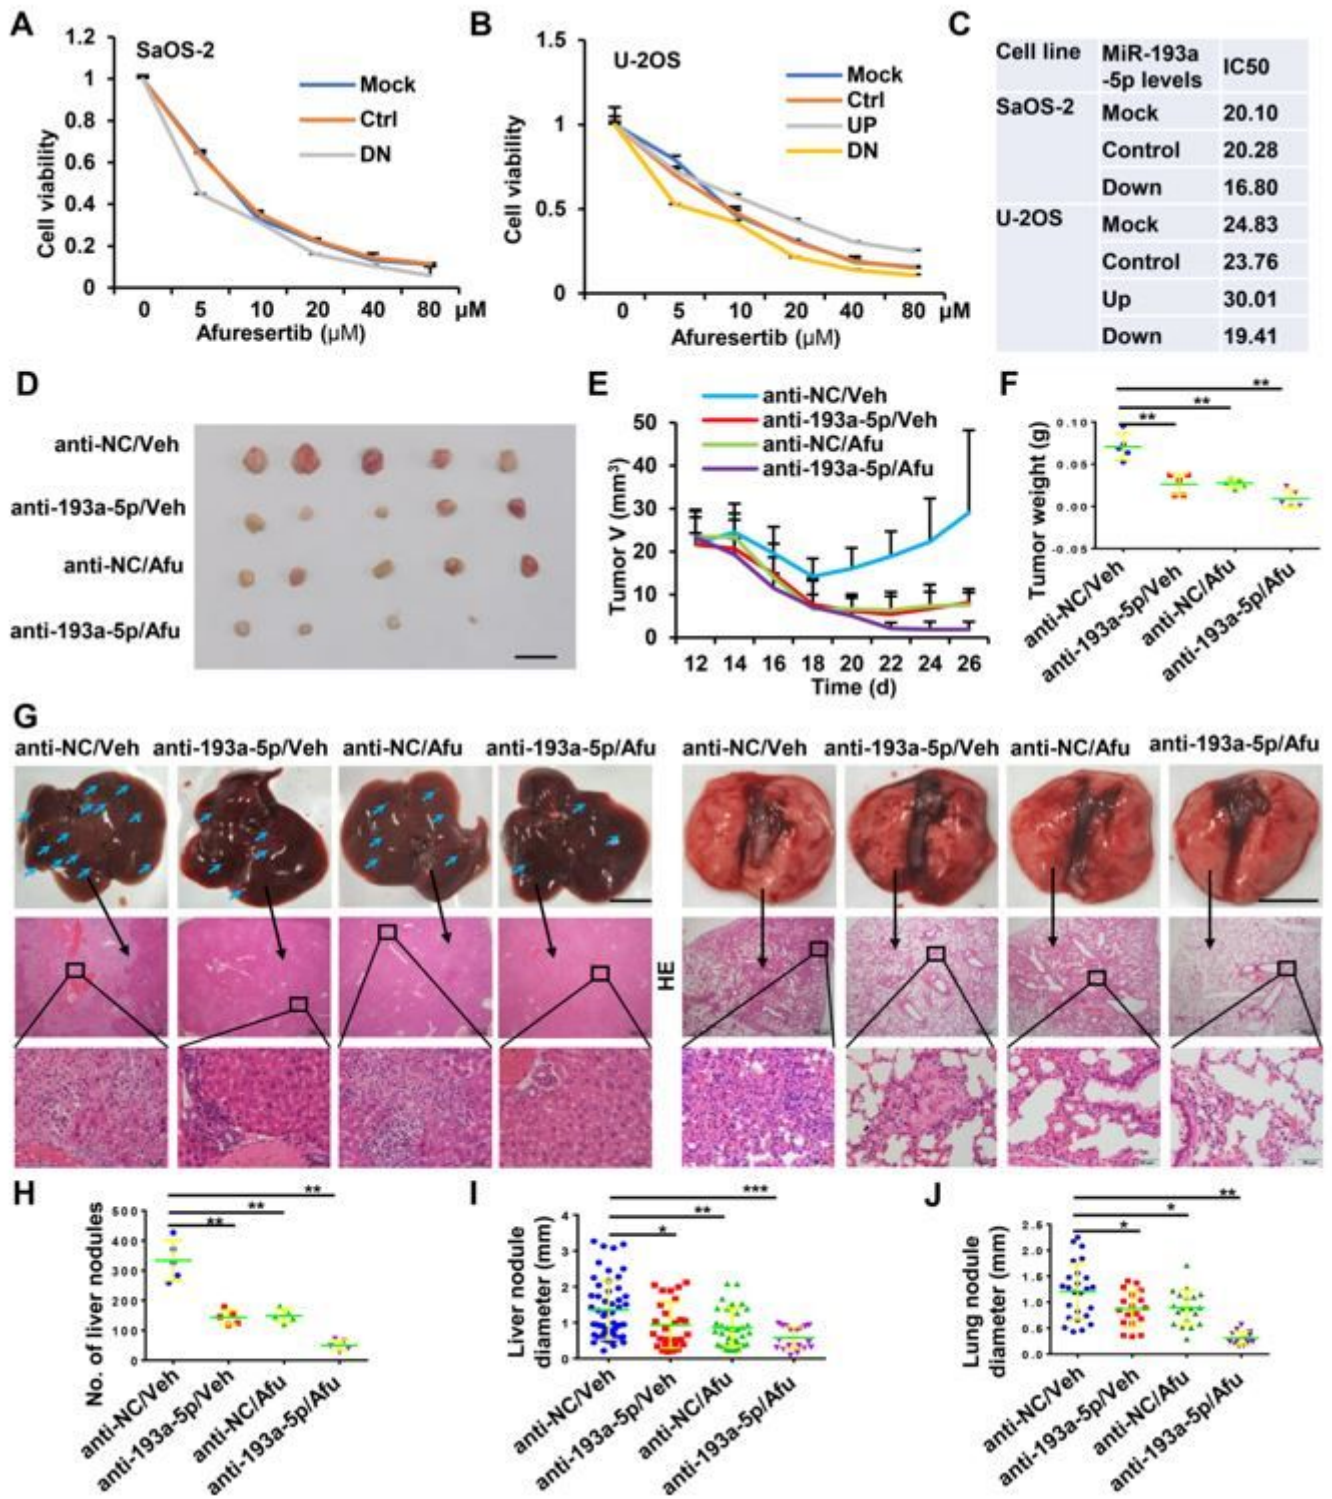 A
SaOS-2
Cell viability
1.2
1
0.8
0.6
0.4
0.2
0
Mock
Ctrl
DN
0 5 10 20 40 80 µM
Afuresertib (µM)
B
U-2OS
Cell viability
1.5
1
0.5
0
Mock
Ctrl
UP
DN
0 5 10 20 40 80 µM
Afuresertib (µM)
C
Cell line MiR-193a IC50
-5p levels
SaOS-2 Mock 20.10
Control 20.28
Down 16.80
U-2OS Mock 24.83
Control 23.76
Up 30.01
Down 19.41
D
anti-NC/Veh
anti-193a-5p/Veh
anti-NC/Afu
anti-193a-5p/Afu
E
anti-NC/Veh
anti-193a-5p/Veh
anti-NC/Afu
anti-193a-5p/Afu
Tumor V (mm³)
50
40
30
20
10
0
12 14 16 18 20 22 24 26
Time (d)
F
**
**
**
Tumor weight (g)
0.10
0.05
0.00
-0.05
anti-NC/Veh
anti-193a-5p/Veh
anti-NC/Afu
anti-193a-5p/Afu
G
anti-NC/Veh anti-193a-5p/Veh anti-NC/Afu anti-193a-5p/Afu
anti-NC/Veh anti-193a-5p/Veh anti-NC/Afu anti-193a-5p/Afu
HE
H
**
**
**
No. of liver nodules
500
400
300
200
100
0
anti-NC/Veh
anti-193a-5p/Veh
anti-NC/Afu
anti-193a-5p/Afu
I
***
**
*
Liver nodule
diameter (mm)
4
3
2
1
0
anti-NC/Veh
anti-193a-5p/Veh
anti-NC/Afu
anti-193a-5p/Afu
J
**
*
*
Lung nodule
diameter (mm)
2.5
2.0
1.5
1.0
0.5
0.0
anti-NC/Veh
anti-193a-5p/Veh
anti-NC/Afu
anti-193a-5p/Afu